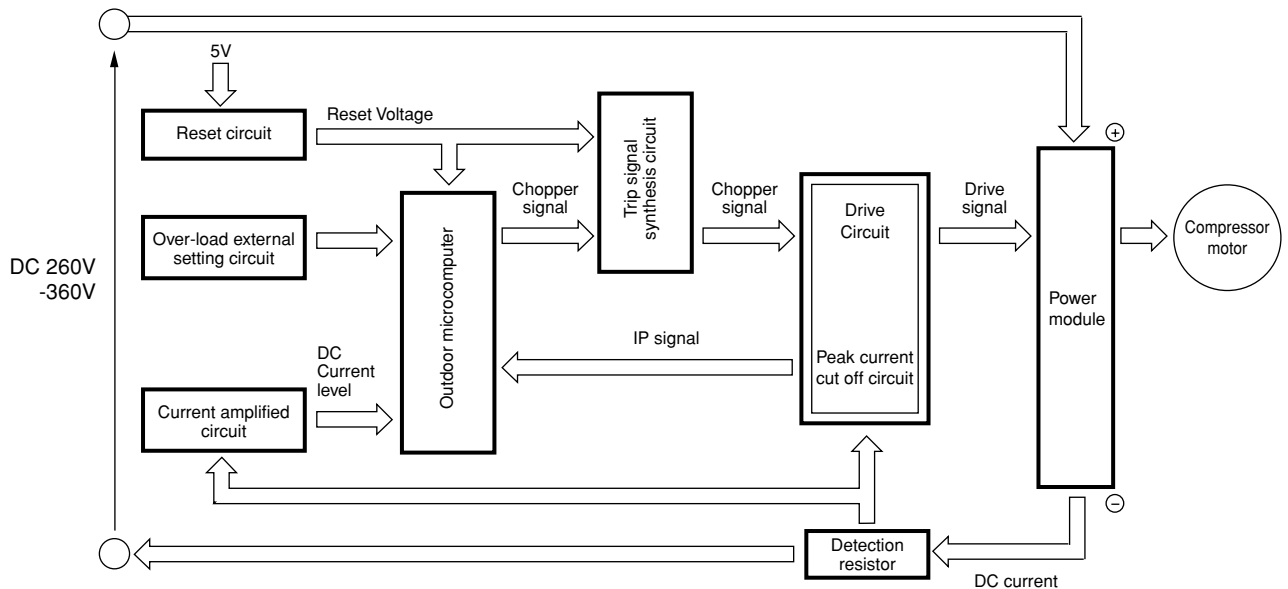 5V
Reset circuit
Reset Voltage
Trip signal
synthesis circuit
+
Over-load external
setting circuit
Outdoor microcomputer
Chopper
signal
Chopper
signal
Drive
Circuit
Drive
signal
Compressor
motor
DC 260V
-360V
Power
module
IP signal
Peak current
cut off circuit
DC
Current
level
Current amplified
circuit
−
Detection
resistor
DC current